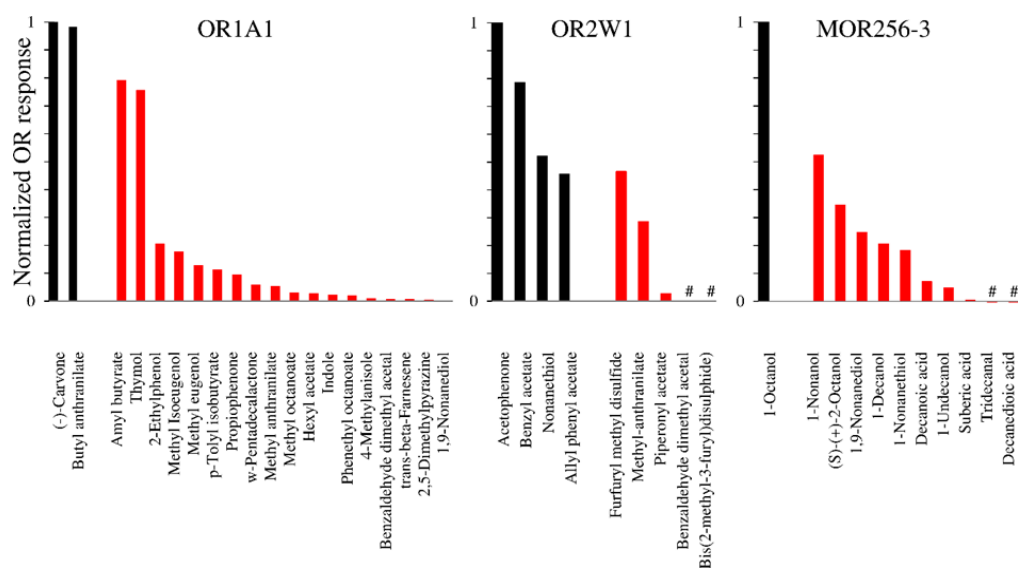 OR1A1
OR2W1
MOR256-3
Normalized OR response
1
0
1
0
1
0
# #
# #
(-)-Carvone
Butyl anthranilate
Amyl butyrate
Thymol
2-Ethylphenol
Methyl Isoeugenol
Methyl eugenol
p-Tolyl isobutyrate
Propiophenone
w-Pentadecalactone
Methyl anthranilate
Methyl octanoate
Hexyl acetate
Indole
Phenethyl octanoate
4-Methylanisole
Benzaldehyde dimethyl acetal
trans-beta-Farnesene
2,5-Dimethylpyrazine
1,9-Nonanediol
Acetophenone
Benzyl acetate
Nonanethiol
Allyl phenyl acetate
Furfuryl methyl disulfide
Methyl-anthranilate
Piperonyl acetate
Benzaldehyde dimethyl acetal
Bis(2-methyl-3-furyl)disulphide)
1-Octanol
1-Nonanol
(S)-(+)-2-Octanol
1,9-Nonanediol
1-Decanol
1-Nonanethiol
Decanoic acid
1-Undecanol
Suberic acid
Tridecanal
Decanedioic acid